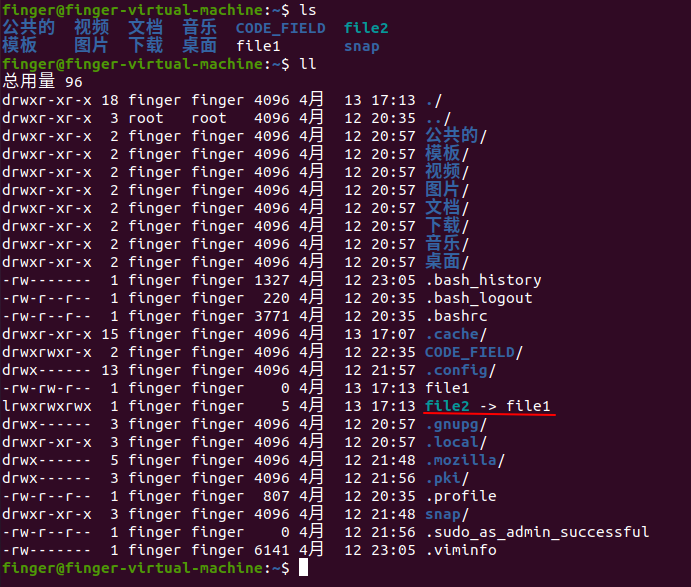 finger@finger-virtual-machine:~$ ls
公共的 视频 文档 音乐 CODE_FIELD file2
模板 图片 下载 桌面 file1 snap
finger@finger-virtual-machine:~$ ll
总用量 96
drwxr-xr-x 18 finger finger 4096 4月 13 17:13 ./
drwxr-xr-x 3 root root 4096 4月 12 20:35 ../
drwxr-xr-x 2 finger finger 4096 4月 12 20:57 公共的/
drwxr-xr-x 2 finger finger 4096 4月 12 20:57 模板/
drwxr-xr-x 2 finger finger 4096 4月 12 20:57 视频/
drwxr-xr-x 2 finger finger 4096 4月 12 20:57 图片/
drwxr-xr-x 2 finger finger 4096 4月 12 20:57 文档/
drwxr-xr-x 2 finger finger 4096 4月 12 20:57 下载/
drwxr-xr-x 2 finger finger 4096 4月 12 20:57 音乐/
drwxr-xr-x 2 finger finger 4096 4月 12 20:57 桌面/
-rw------- 1 finger finger 1327 4月 12 23:05 .bash_history
-rw-r--r-- 1 finger finger 220 4月 12 20:35 .bash_logout
-rw-r--r-- 1 finger finger 3771 4月 12 20:35 .bashrc
drwxr-xr-x 15 finger finger 4096 4月 13 17:07 .cache/
drwxrwxr-x 2 finger finger 4096 4月 12 22:35 CODE_FIELD/
drwx------ 13 finger finger 4096 4月 12 21:57 .config/
-rw-rw-r-- 1 finger finger 0 4月 13 17:13 file1
lrwxrwxrwx 1 finger finger 5 4月 13 17:13 file2 -> file1
drwx------ 3 finger finger 4096 4月 12 20:57 .gnupg/
drwxr-xr-x 3 finger finger 4096 4月 12 20:57 .local/
drwx------ 5 finger finger 4096 4月 12 21:48 .mozilla/
drwx------ 3 finger finger 4096 4月 12 21:56 .pki/
-rw-r--r-- 1 finger finger 807 4月 12 20:35 .profile
drwxr-xr-x 3 finger finger 4096 4月 12 21:48 snap/
-rw-r--r-- 1 finger finger 0 4月 12 21:56 .sudo_as_admin_successful
-rw------- 1 finger finger 6141 4月 12 23:05 .viminfo
finger@finger-virtual-machine:~$